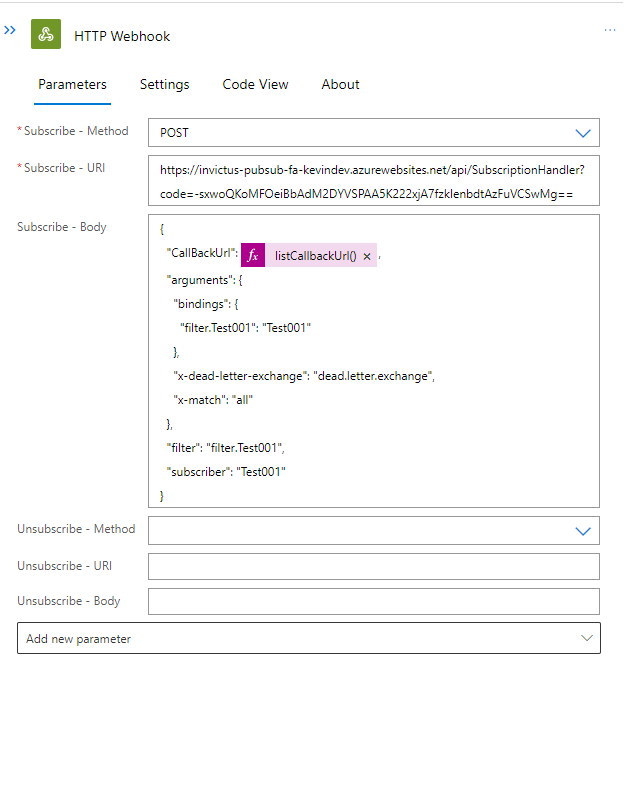 HTTP Webhook
Parameters Settings Code View About
* Subscribe - Method
POST
* Subscribe - URI
https://invictus-pubsub-fa-kevindev.azurewebsites.net/api/SubscriptionHandler?
code=-sxwoQKoMFOeiBbAdM2DYVSPAA5K222xjA7fzklenbdtAzFuVCSwMg==
Subscribe - Body
{
"CallBackUrl": fx listCallbackUrl() × ,
"arguments": {
"bindings": {
"filter.Test001": "Test001"
},
"x-dead-letter-exchange": "dead.letter.exchange",
"x-match": "all"
},
"filter": "filter.Test001",
"subscriber": "Test001"
}
Unsubscribe - Method
Unsubscribe - URI
Unsubscribe - Body
Add new parameter